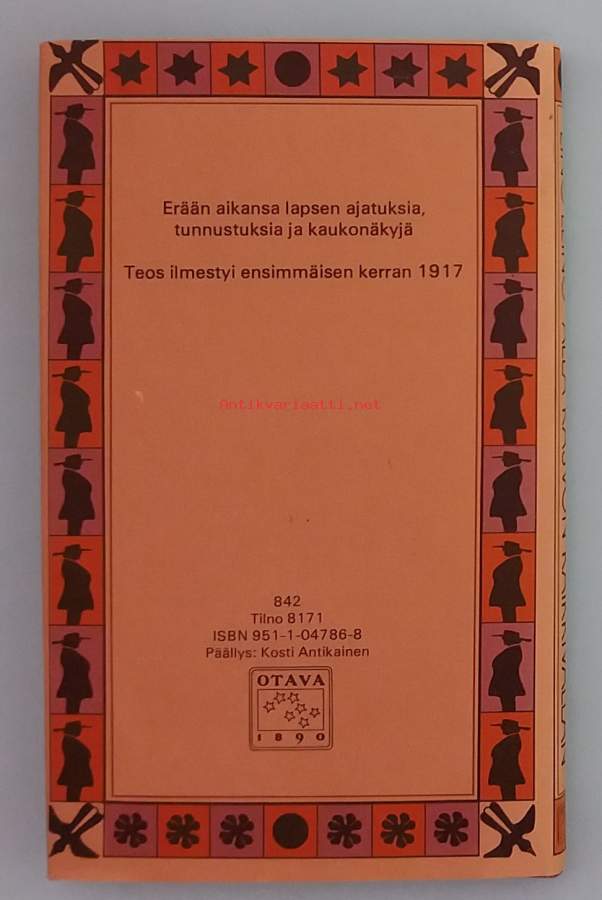 Erään aikansa lapsen ajatuksia,
tunnustuksia ja kaukonäkyjä
Teos ilmestyi ensimmäisen kerran 1917
Antikvariaatti.net
842
Tilno 8171
ISBN 951-1-04786-8
Päällys: Kosti Antikainen
OTAVA
1890